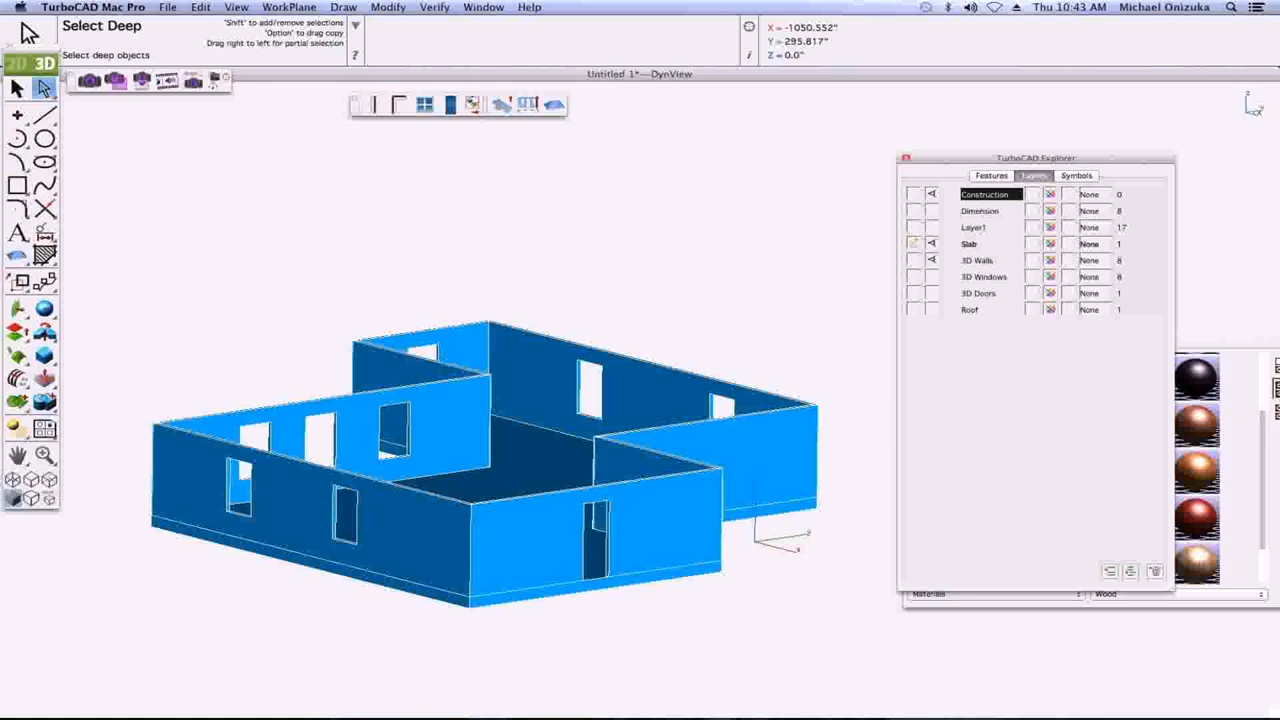 TurboCAD Mac Pro File Edit View WorkPlane Draw Modify Verify Window Help Thu 10:43 AM Michael Onizuka
Select Deep
'Shift' to add/remove selections
'Option' to drag copy
Drag right to left for partial selection
Select deep objects
X = -1050.552"
Y = 295.817"
Z = 0.0"
2D 3D
Untitled 1*—DynView
TurboCAD Explorer
Features Layers Symbols
Construction None 0
Dimension None 8
Layer1 None 17
Slab None 1
3D Walls None 8
3D Windows None 8
3D Doors None 1
Roof None 1
Materials Wood